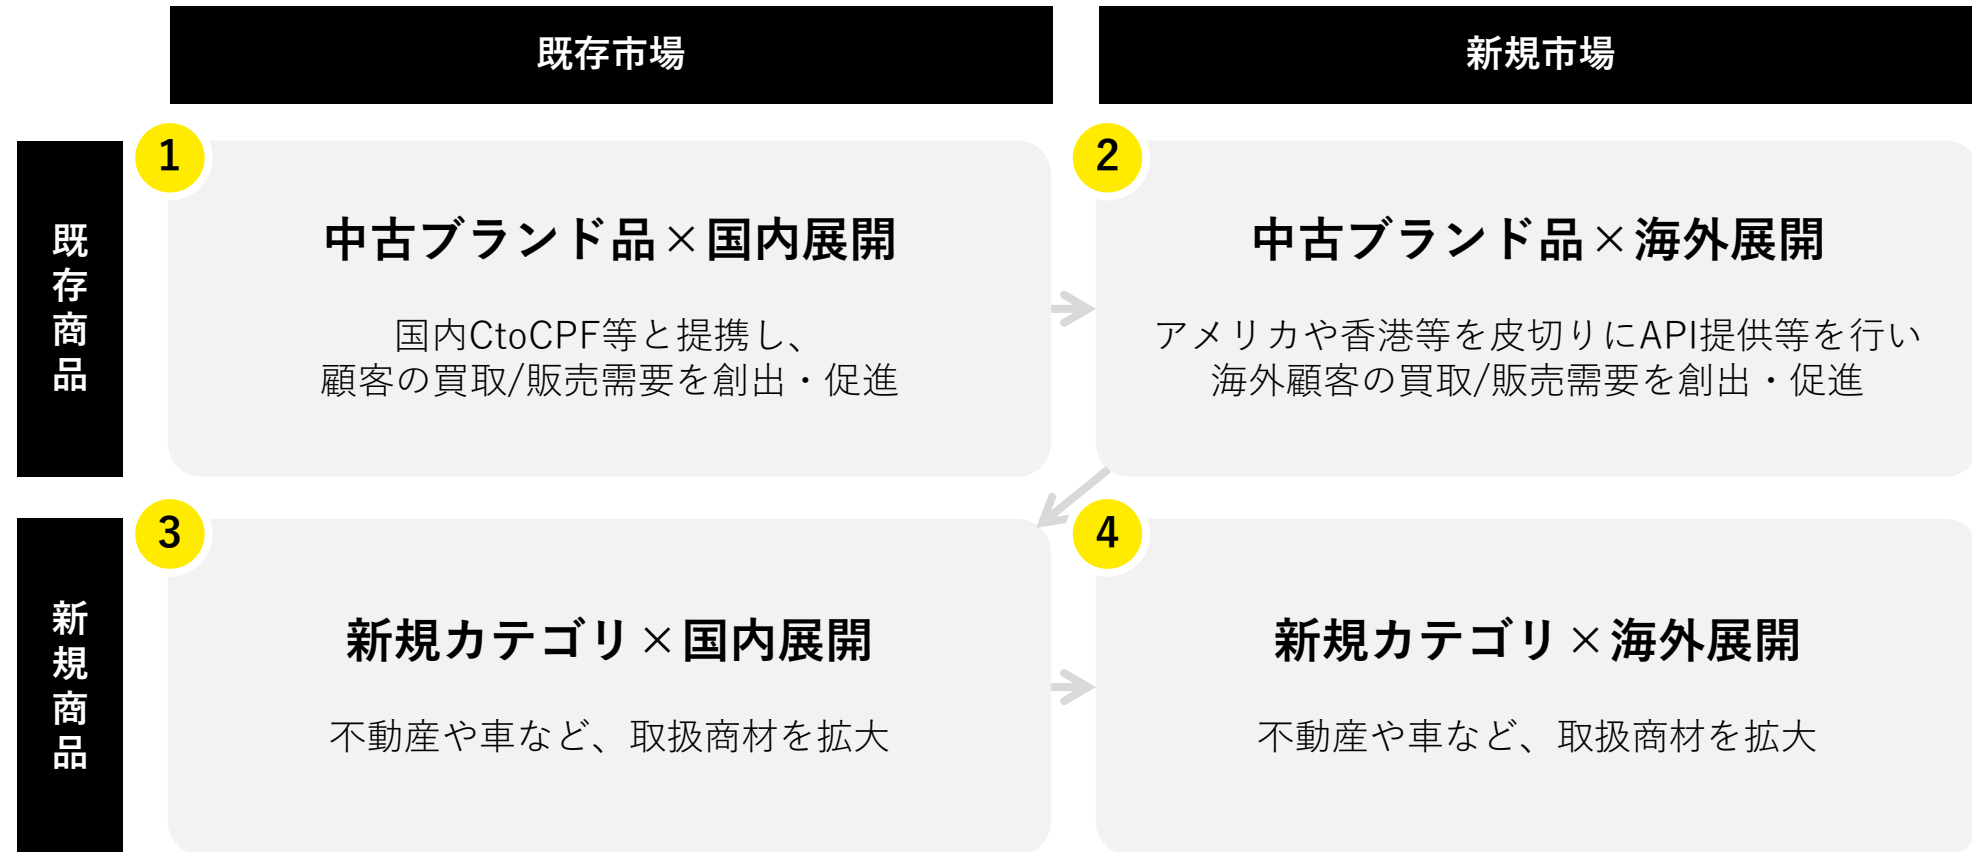 既存市場
新規市場
既存商品
1
中古ブランド品×国内展開
国内CtoCPF等と提携し、
顧客の買取/販売需要を創出・促進
2
中古ブランド品×海外展開
アメリカや香港等を皮切りにAPI提供等を行い
海外顧客の買取/販売需要を創出・促進
新規商品
3
新規カテゴリ×国内展開
不動産や車など、取扱商材を拡大
4
新規カテゴリ×海外展開
不動産や車など、取扱商材を拡大